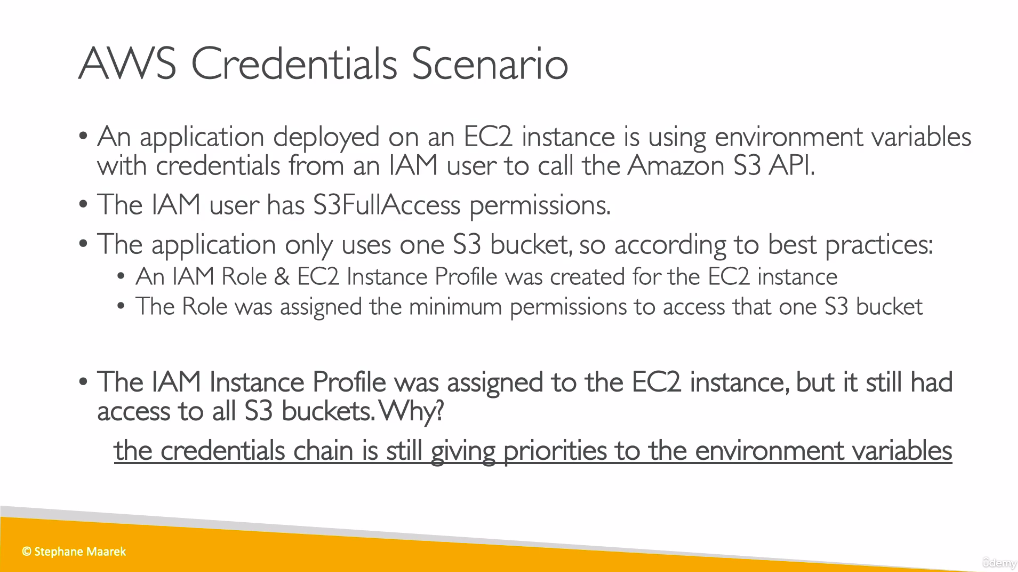 AWS Credentials Scenario
• An application deployed on an EC2 instance is using environment variables
with credentials from an IAM user to call the Amazon S3 API.
• The IAM user has S3FullAccess permissions.
• The application only uses one S3 bucket, so according to best practices:
• An IAM Role & EC2 Instance Profile was created for the EC2 instance
• The Role was assigned the minimum permissions to access that one S3 bucket
• The IAM Instance Profile was assigned to the EC2 instance, but it still had
access to all S3 buckets. Why?
the credentials chain is still giving priorities to the environment variables
© Stephane Maarek
ûdemy